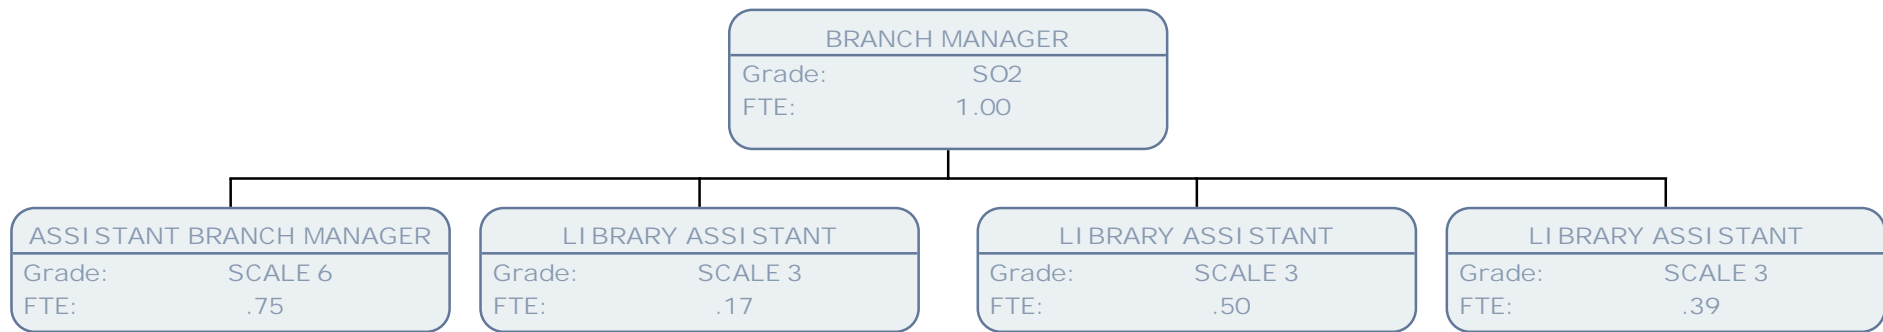 BRANCH MANAGER
Grade: SO2
FTE: 1.00
ASSISTANT BRANCH MANAGER
Grade: SCALE 6
FTE: .75
LIBRARY ASSISTANT
Grade: SCALE 3
FTE: .17
LIBRARY ASSISTANT
Grade: SCALE 3
FTE: .50
LIBRARY ASSISTANT
Grade: SCALE 3
FTE: .39